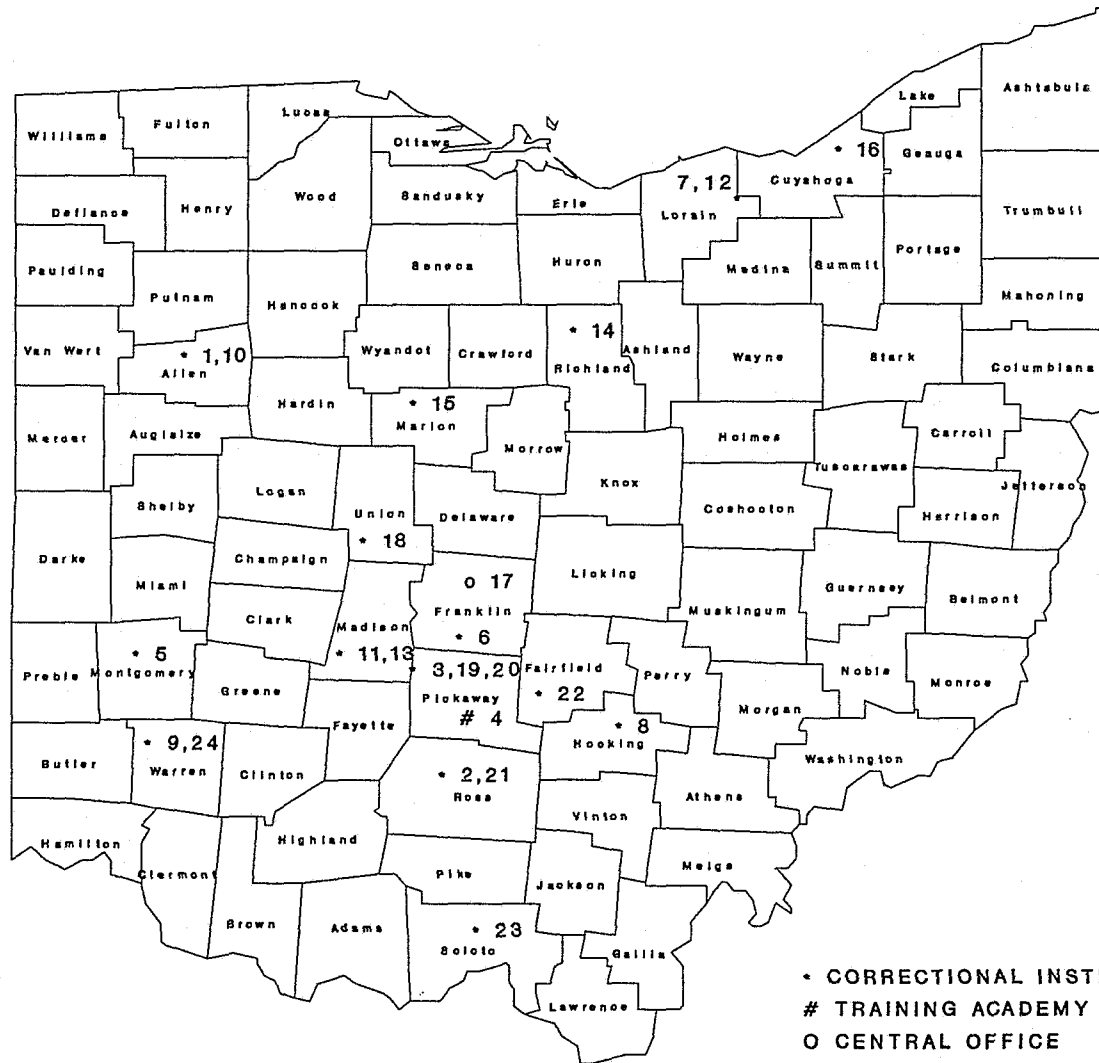 Ashtabula
Lake
Williams
Fulton
Lucas
Ottawa
Geauga
* 16
Cuyahoga
7,12
Lorain
Defiance
Henry
Wood
Sandusky
Erie
Trumbull
Paulding
Putnam
Hancock
Seneca
Huron
Medina
Summit
Portage
Mahoning
Van Wert
* 1,10
Allen
Wyandot
Crawford
* 14
Richland
Ashland
Wayne
Stark
Columbiana
Mercer
Auglaize
Hardin
* 15
Marion
Morrow
Holmes
Tuscarawas
Carroll
Shelby
Logan
Union
* 18
Delaware
Knox
Coshocton
Harrison
Jefferson
Darke
Miami
Champaign
Clark
Madison
* 11,13
O 17
Franklin
* 6
Licking
Muskingum
Guernsey
Belmont
Preble
* 5
Montgomery
Greene
Fayette
* 3,19,20
Pickaway
# 4
Fairfield
* 22
Perry
Morgan
Noble
Monroe
Washington
Butler
* 9,24
Warren
Clinton
* 2,21
Ross
* 8
Hocking
Athens
Vinton
Hamilton
Clermont
Highland
Pike
Jackson
Meigs
Brown
Adams
* 23
Scioto
Gallia
Lawrence
* CORRECTIONAL INST
# TRAINING ACADEMY
O CENTRAL OFFICE